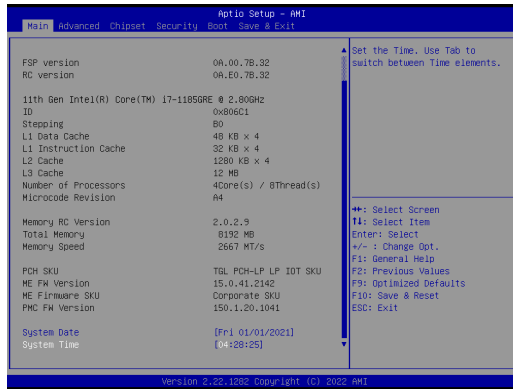 Aptio Setup - AMI
Main Advanced Chipset Security Boot Save & Exit
FSP version 0A.00.7B.32
RC version 0A.E0.7B.32
11th Gen Intel(R) Core(TM) i7-1185GRE @ 2.80GHz
ID 0x806C1
Stepping B0
L1 Data Cache 48 KB x 4
L1 Instruction Cache 32 KB x 4
L2 Cache 1280 KB x 4
L3 Cache 12 MB
Number of Processors 4Core(s) / 8Thread(s)
Microcode Revision A4
Memory RC Version 2.0.2.9
Total Memory 8192 MB
Memory Speed 2667 MT/s
PCH SKU TGL PCH-LP LP IOT SKU
ME FW Version 15.0.41.2142
ME Firmware SKU Corporate SKU
PMC FW Version 150.1.20.1041
System Date [Fri 01/01/2021]
System Time [04:28:25]
Set the Time. Use Tab to
switch between Time elements.
→←: Select Screen
↑↓: Select Item
Enter: Select
+/- : Change Opt.
F1: General Help
F2: Previous Values
F9: Optimized Defaults
F10: Save & Reset
ESC: Exit
Version 2.22.1282 Copyright (C) 2022 AMI